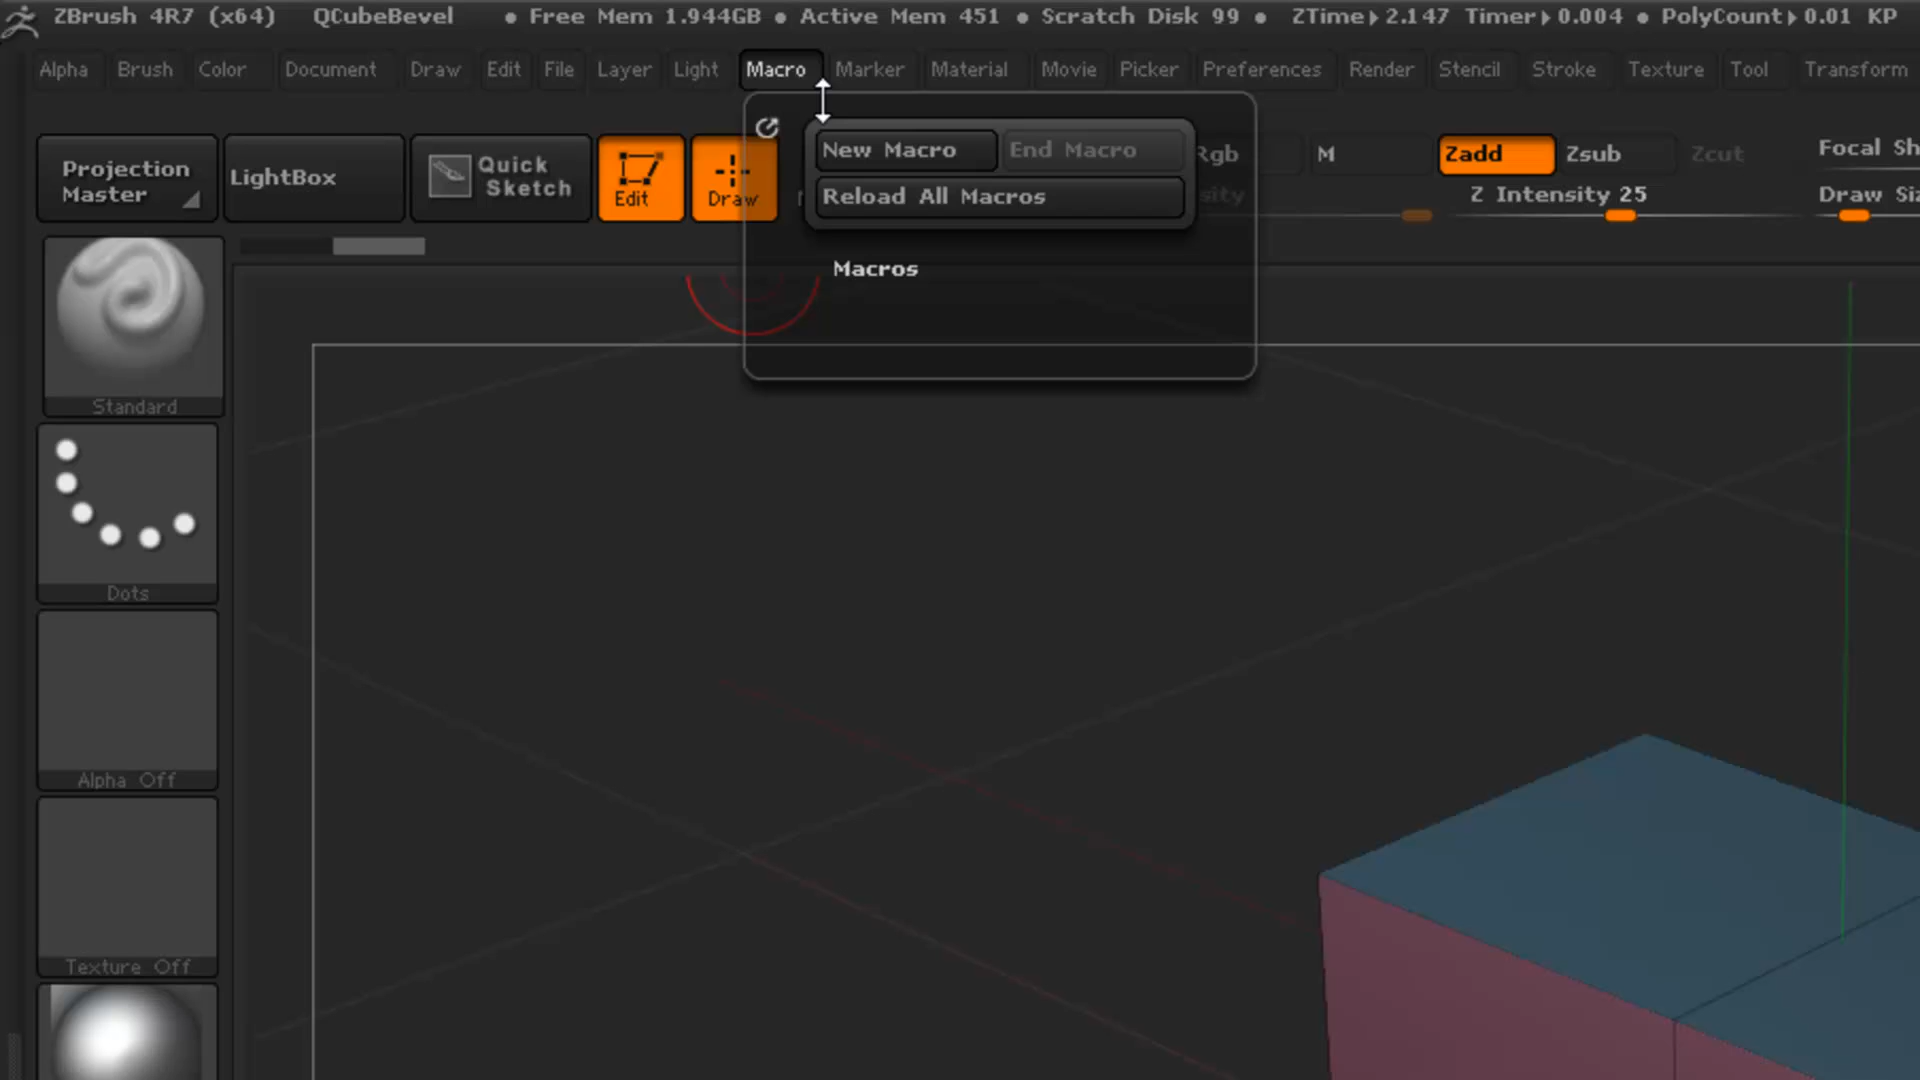 ZBrush 4R7 (x64) QCubeBevel • Free Mem 1.944GB • Active Mem 451 • Scratch Disk 99 • ZTime▸2.147 Timer▸0.004 • PolyCount▸0.01 KP
Alpha Brush Color Document Draw Edit File Layer Light Macro Marker Material Movie Picker Preferences Render Stencil Stroke Texture Tool Transform
Projection
Master
LightBox
Quick
Sketch
Edit
Draw
New Macro End Macro
Reload All Macros
Macros
Rgb M Zadd Zsub Zcut Focal Sh
sity Z Intensity 25 Draw Siz
Standard
Dots
Alpha Off
Texture Off